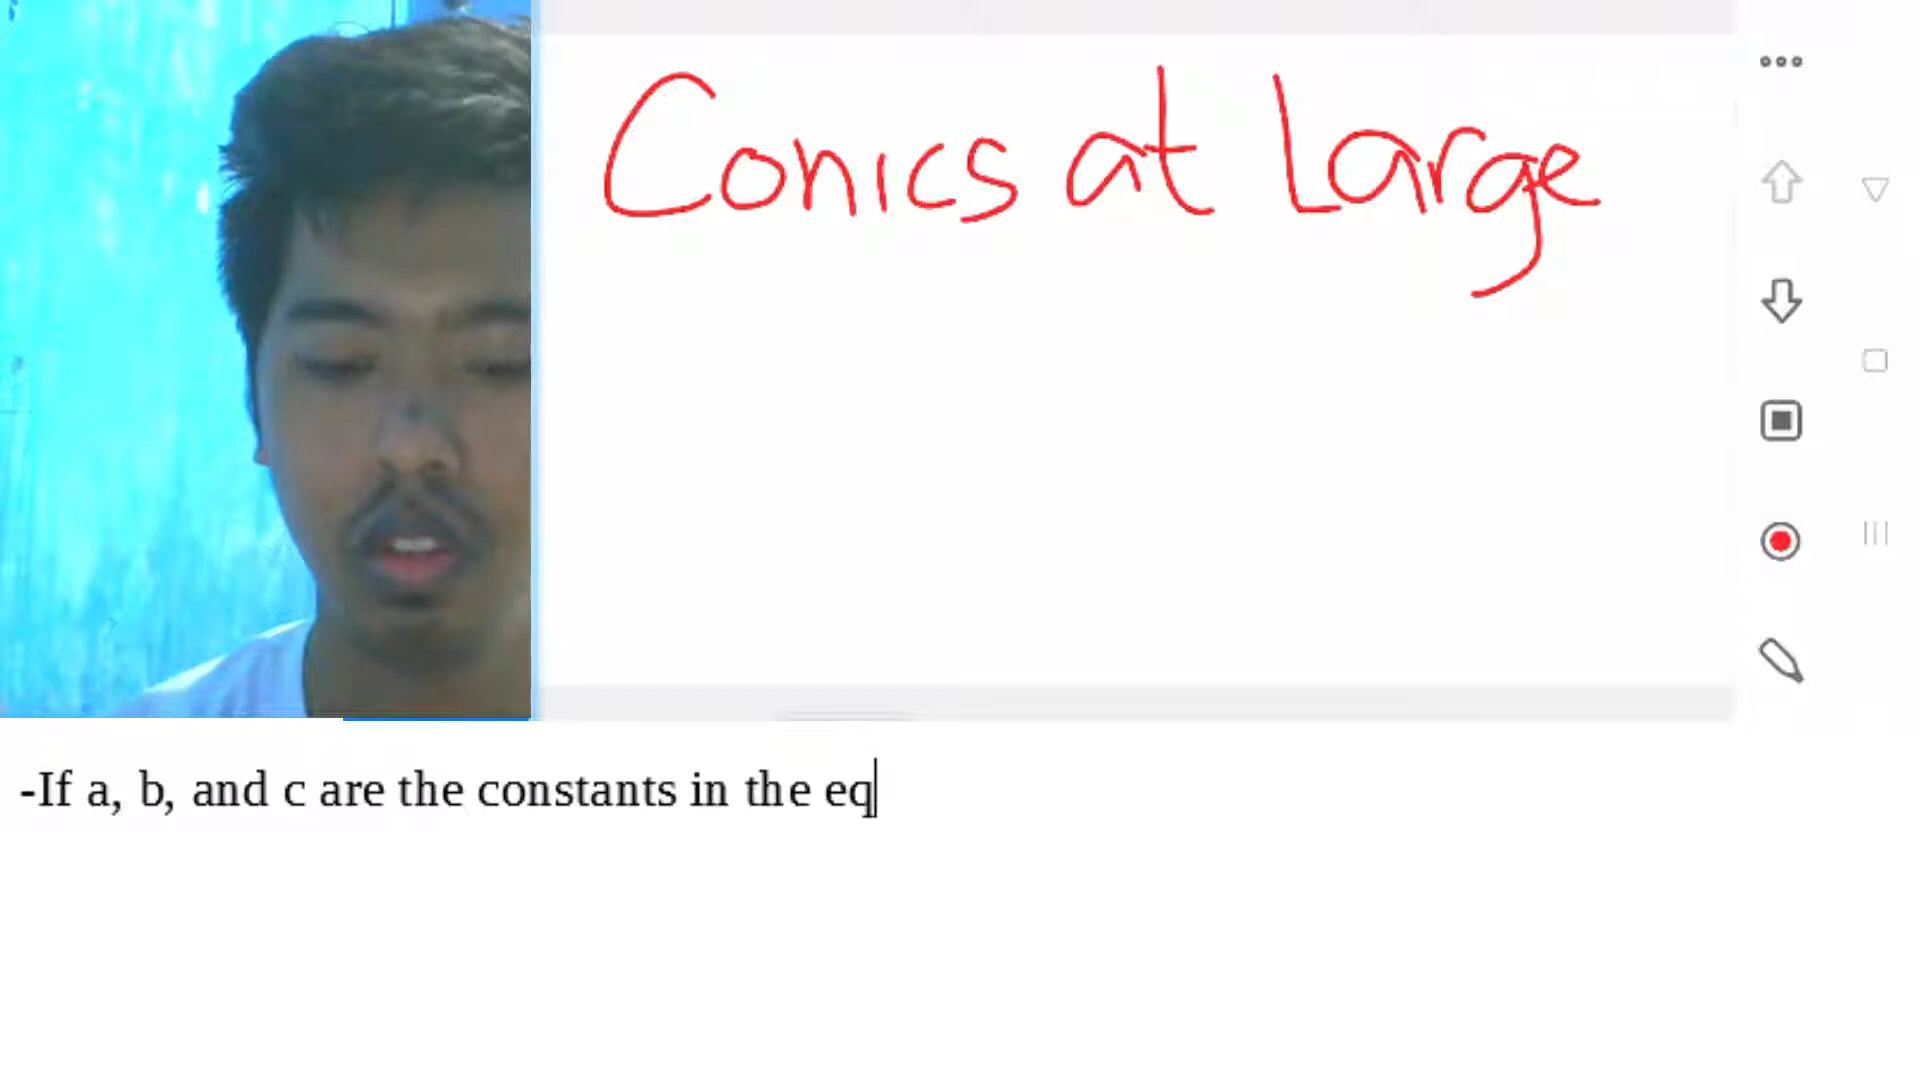 Conics at Large
-If a, b, and c are the constants in the eq